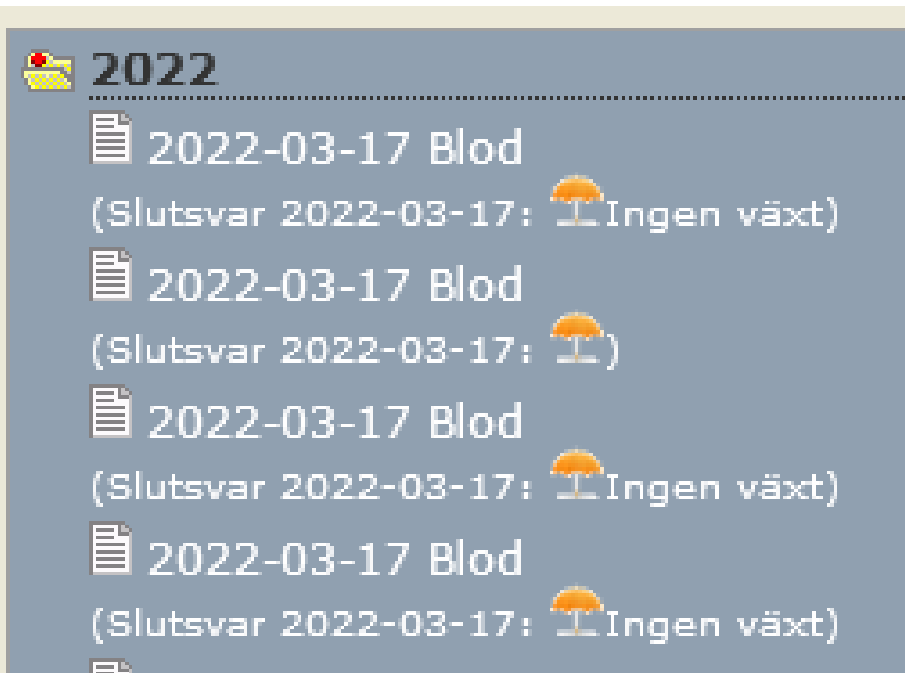 2022
2022-03-17 Blod
(Slutsvar 2022-03-17: Ingen växt)
2022-03-17 Blod
(Slutsvar 2022-03-17: )
2022-03-17 Blod
(Slutsvar 2022-03-17: Ingen växt)
2022-03-17 Blod
(Slutsvar 2022-03-17: Ingen växt)